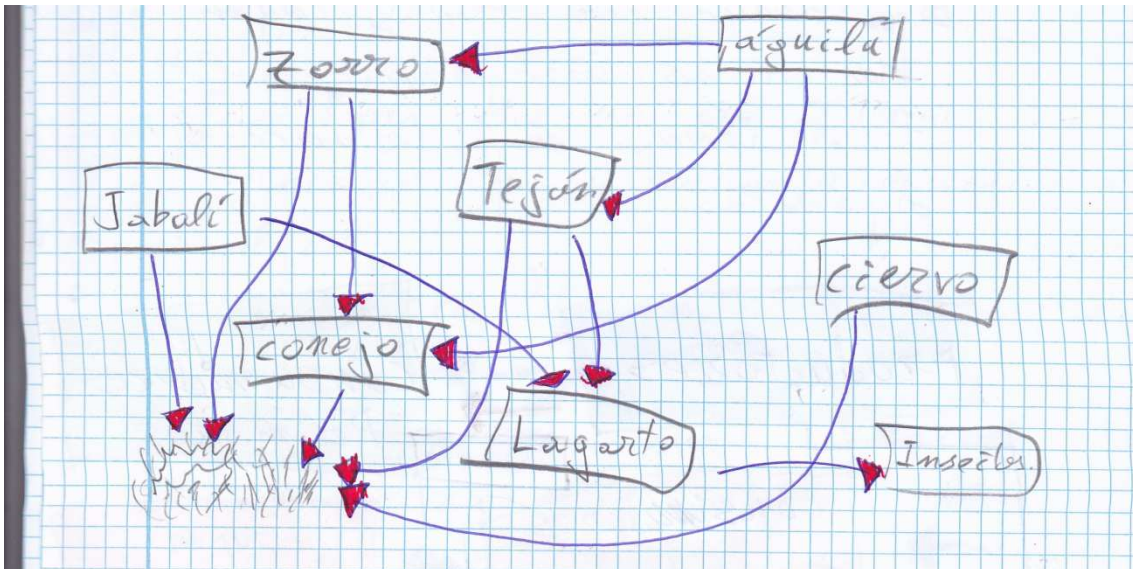 Zorro
águila
Jabalí
Tejón
ciervo
conejo
Lagarto
Insectos.